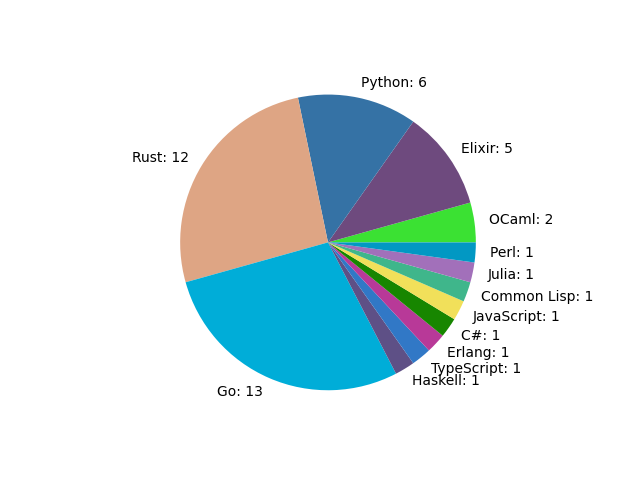 Python: 6
Elixir: 5
Rust: 12
OCaml: 2
Perl: 1
Julia: 1
Common Lisp: 1
JavaScript: 1
C#: 1
Erlang: 1
TypeScript: 1
Haskell: 1
Go: 13